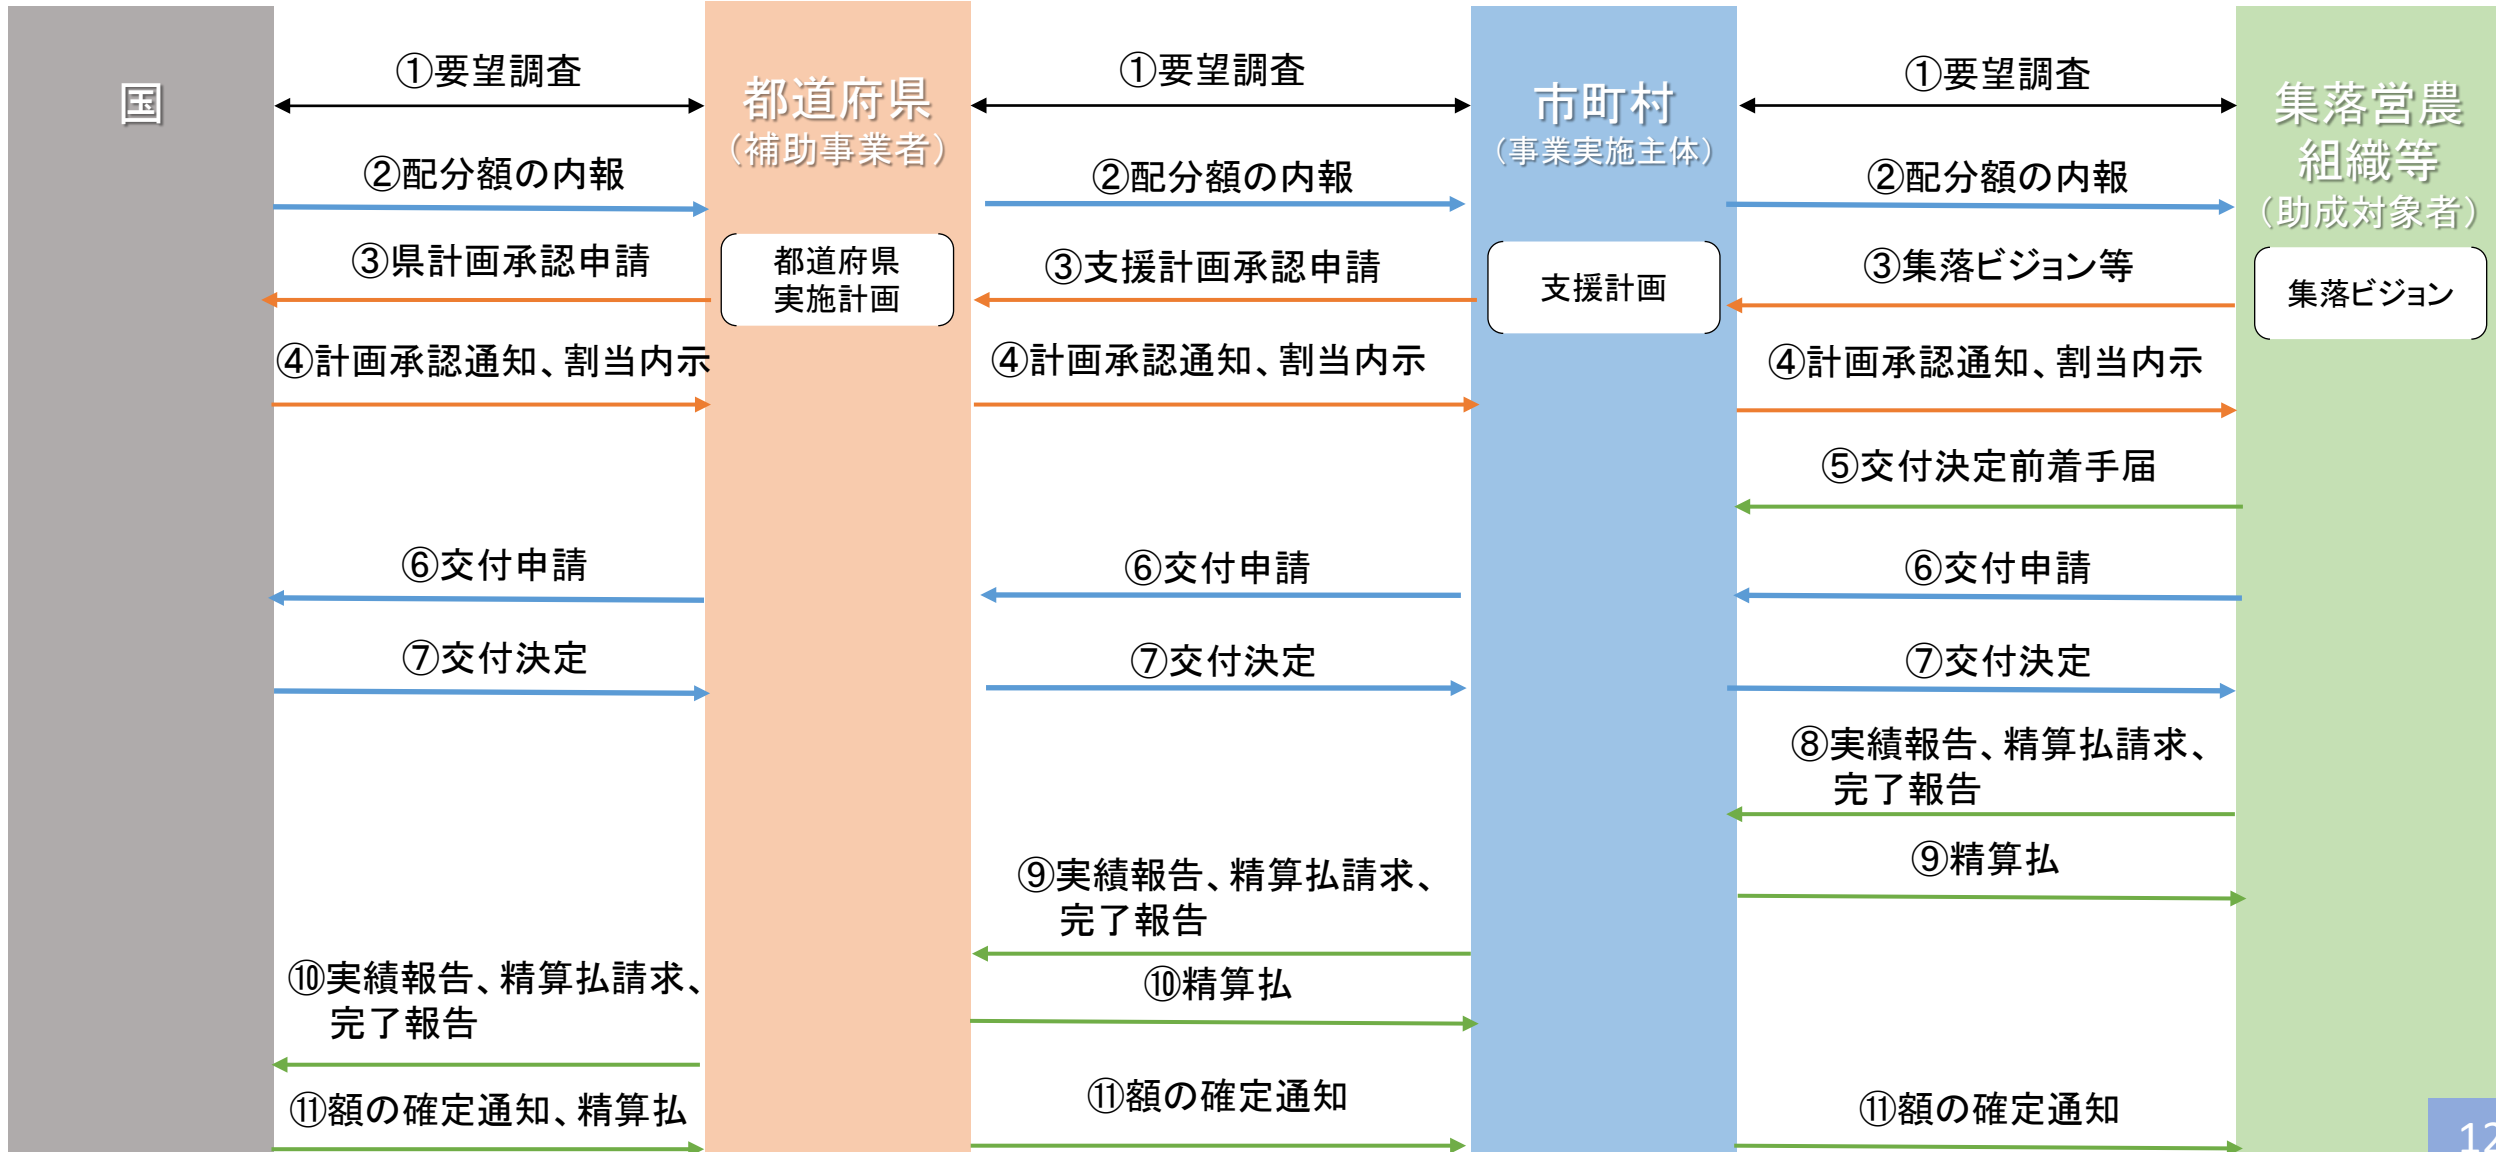 国
都道府県
（補助事業者）
市町村
（事業実施主体）
集落営農
組織等
（助成対象者）
①要望調査
①要望調査
①要望調査
②配分額の内報
②配分額の内報
②配分額の内報
③県計画承認申請
都道府県
実施計画
③支援計画承認申請
支援計画
③集落ビジョン等
集落ビジョン
④計画承認通知、割当内示
④計画承認通知、割当内示
④計画承認通知、割当内示
⑤交付決定前着手届
⑥交付申請
⑥交付申請
⑥交付申請
⑦交付決定
⑦交付決定
⑦交付決定
⑧実績報告、精算払請求、
完了報告
⑨精算払
⑨実績報告、精算払請求、
完了報告
⑩精算払
⑩実績報告、精算払請求、
完了報告
⑪額の確定通知、精算払
⑪額の確定通知
⑪額の確定通知
12